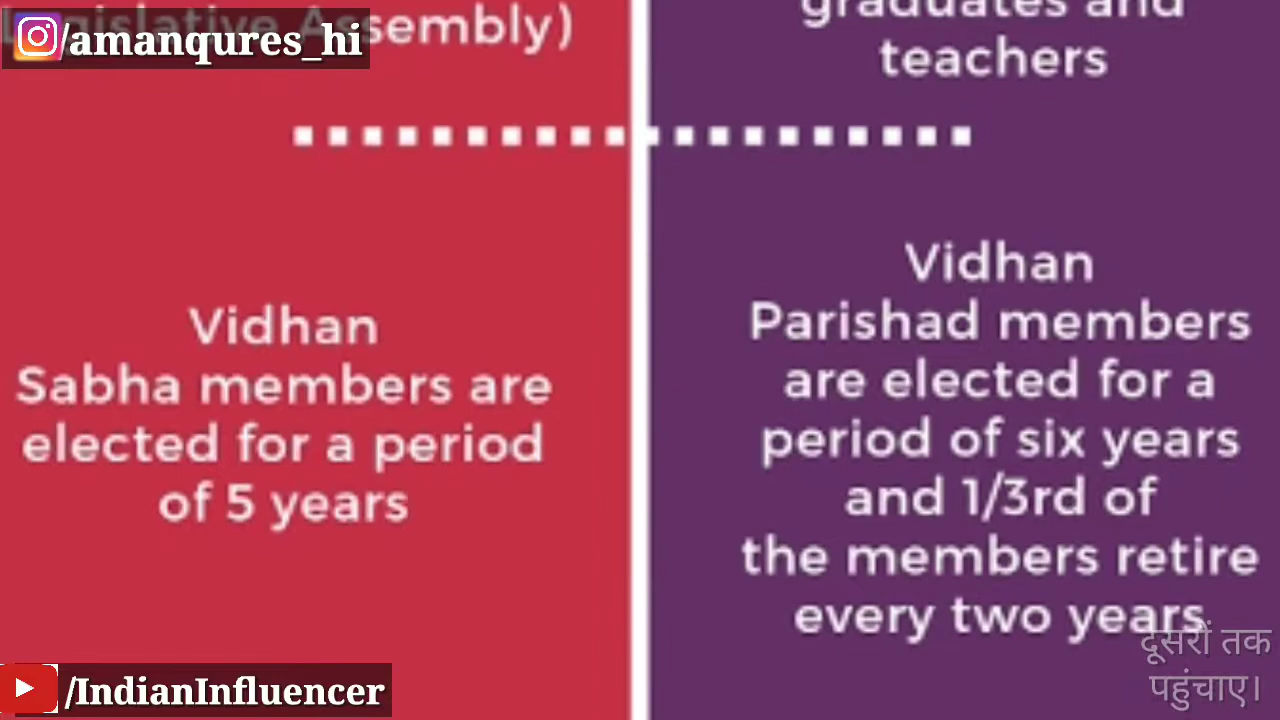 Legislative Assembly)
/amanqures_hi
graduates and
teachers
Vidhan
Sabha members are
elected for a period
of 5 years
Vidhan
Parishad members
are elected for a
period of six years
and 1/3rd of
the members retire
every two years
दूसरों तक
पहुंचाए।
/IndianInfluencer